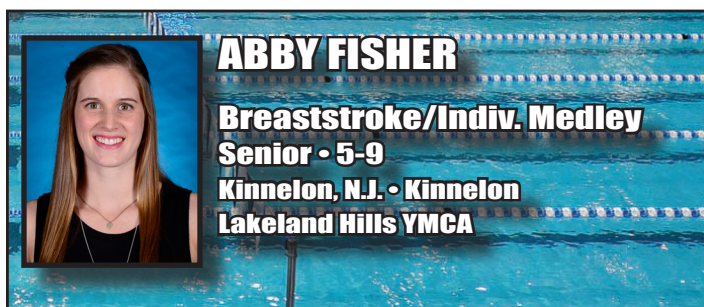 ABBY FISHER
Breaststroke/Indiv. Medley
Senior • 5-9
Kinnelon, N.J. • Kinnelon
Lakeland Hills YMCA